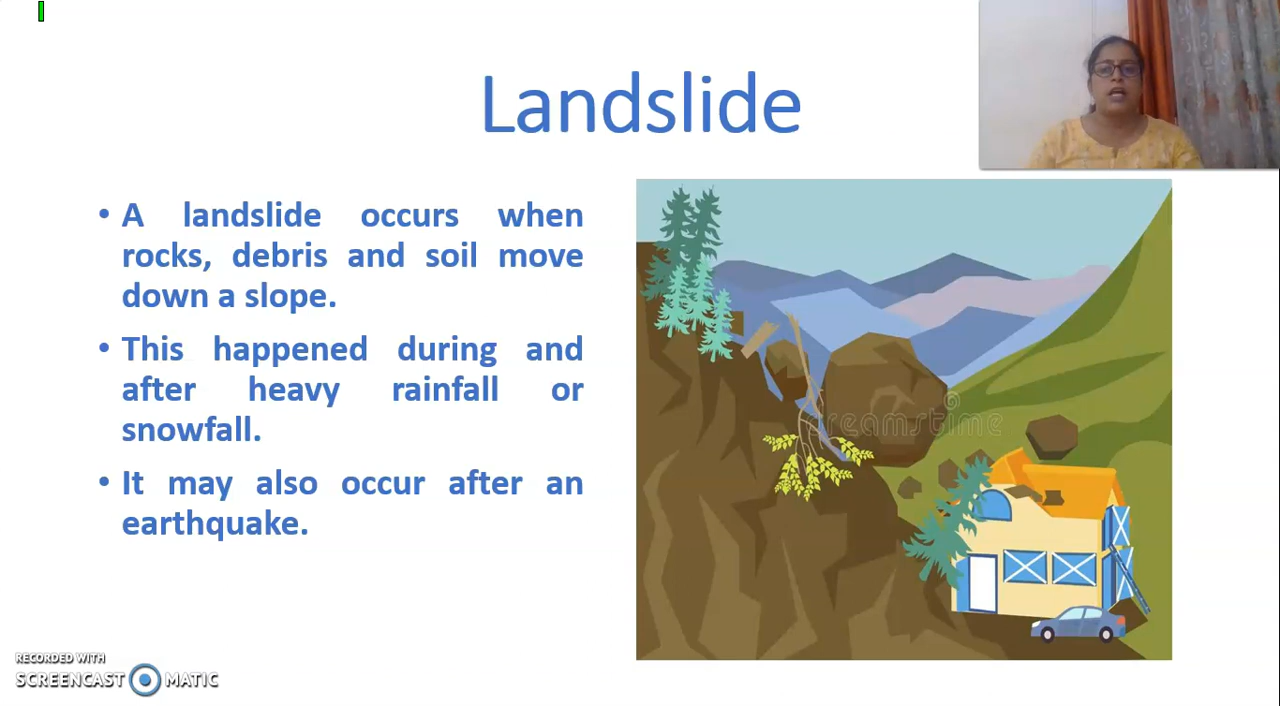 Landslide
• A landslide occurs when
rocks, debris and soil move
down a slope.
• This happened during and
after heavy rainfall or
snowfall.
• It may also occur after an
earthquake.
dreamstime
RECORDED WITH
SCREENCAST MATIC